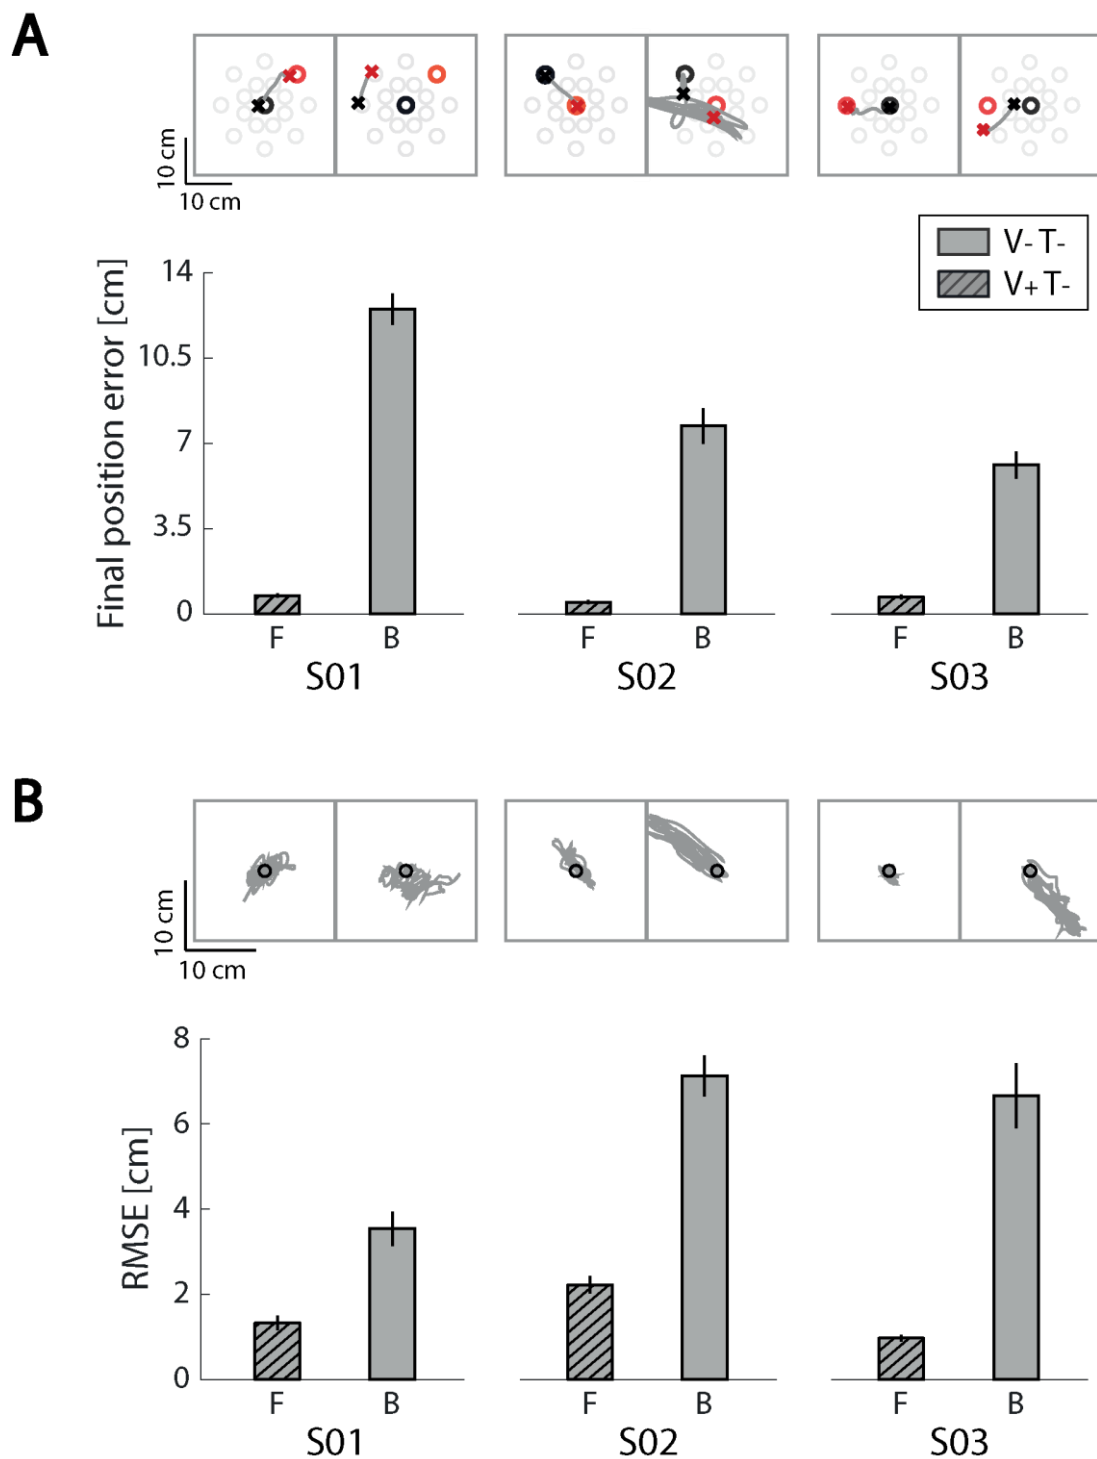 A
10 cm
10 cm
V- T-
V+ T-
Final position error [cm]
14
10.5
7
3.5
0
F B F B F B
S01 S02 S03
B
10 cm
10 cm
RMSE [cm]
8
6
4
2
0
F B F B F B
S01 S02 S03